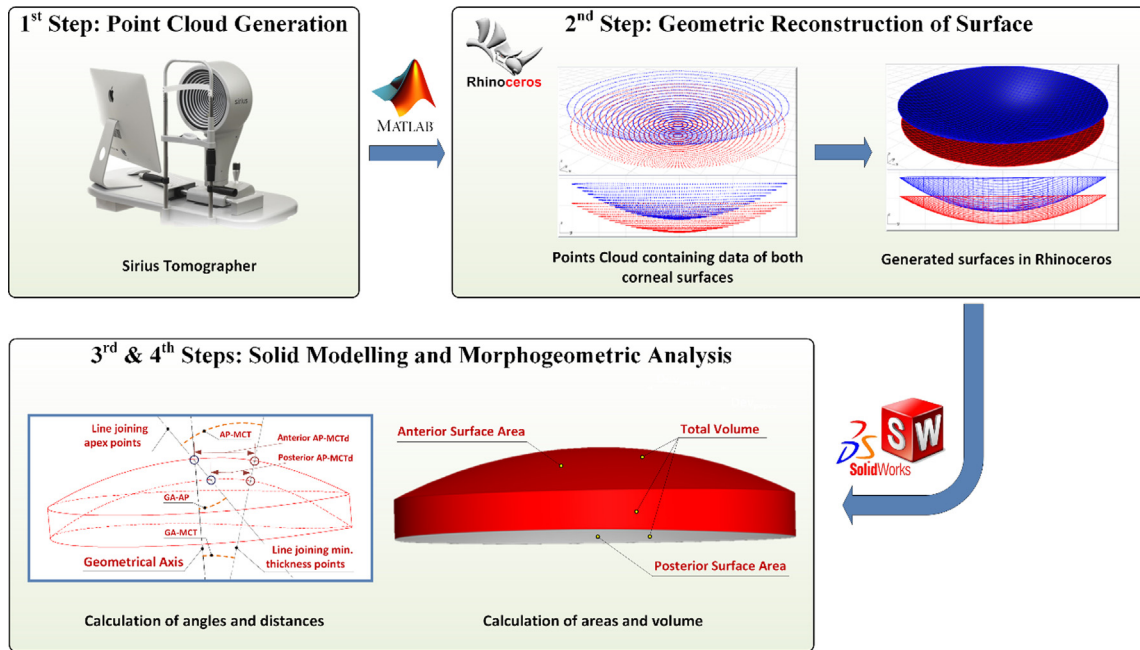 1st Step: Point Cloud Generation
sirius
Sirius Tomographer
MATLAB
2nd Step: Geometric Reconstruction of Surface
Rhinoceros
Points Cloud containing data of both
corneal surfaces
Generated surfaces in Rhinoceros
SW
DS
SolidWorks
3rd & 4th Steps: Solid Modelling and Morphogeometric Analysis
Line joining
apex points
AP-MCT
Anterior AP-MCTd
Posterior AP-MCTd
GA-AP
GA-MCT
Geometrical Axis
Line joining min.
thickness points
Calculation of angles and distances
Anterior Surface Area
Total Volume
Posterior Surface Area
Calculation of areas and volume